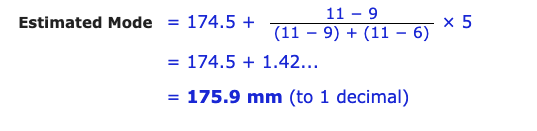 Estimated Mode = 174.5 + 11 − 9 / (11 − 9) + (11 − 6) × 5
= 174.5 + 1.42...
= 175.9 mm (to 1 decimal)